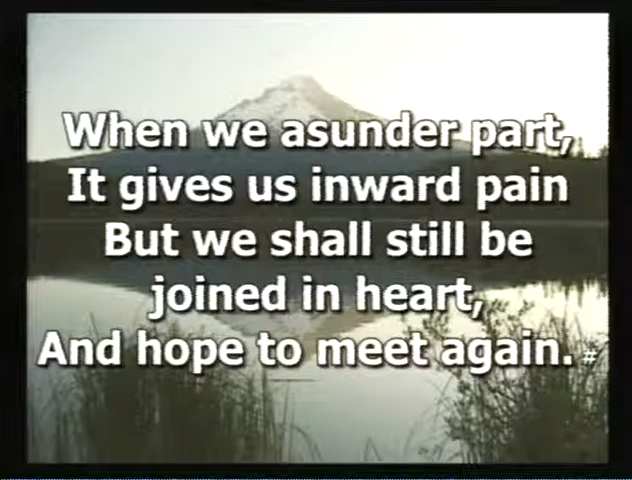 When we asunder part,
It gives us inward pain
But we shall still be
joined in heart,
And hope to meet again. #